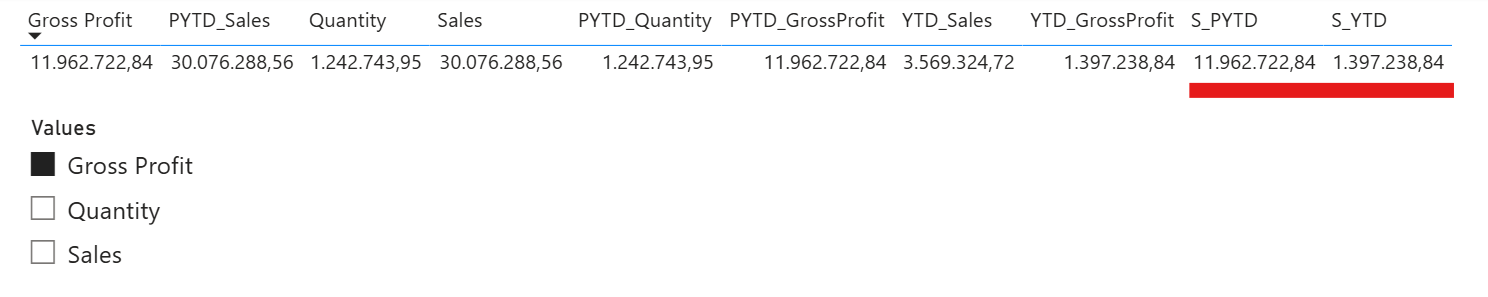 Gross Profit PYTD_Sales Quantity Sales PYTD_Quantity PYTD_GrossProfit YTD_Sales YTD_GrossProfit S_PYTD S_YTD
11.962.722,84 30.076.288,56 1.242.743,95 30.076.288,56 1.242.743,95 11.962.722,84 3.569.324,72 1.397.238,84 11.962.722,84 1.397.238,84
Values
Gross Profit
Quantity
Sales